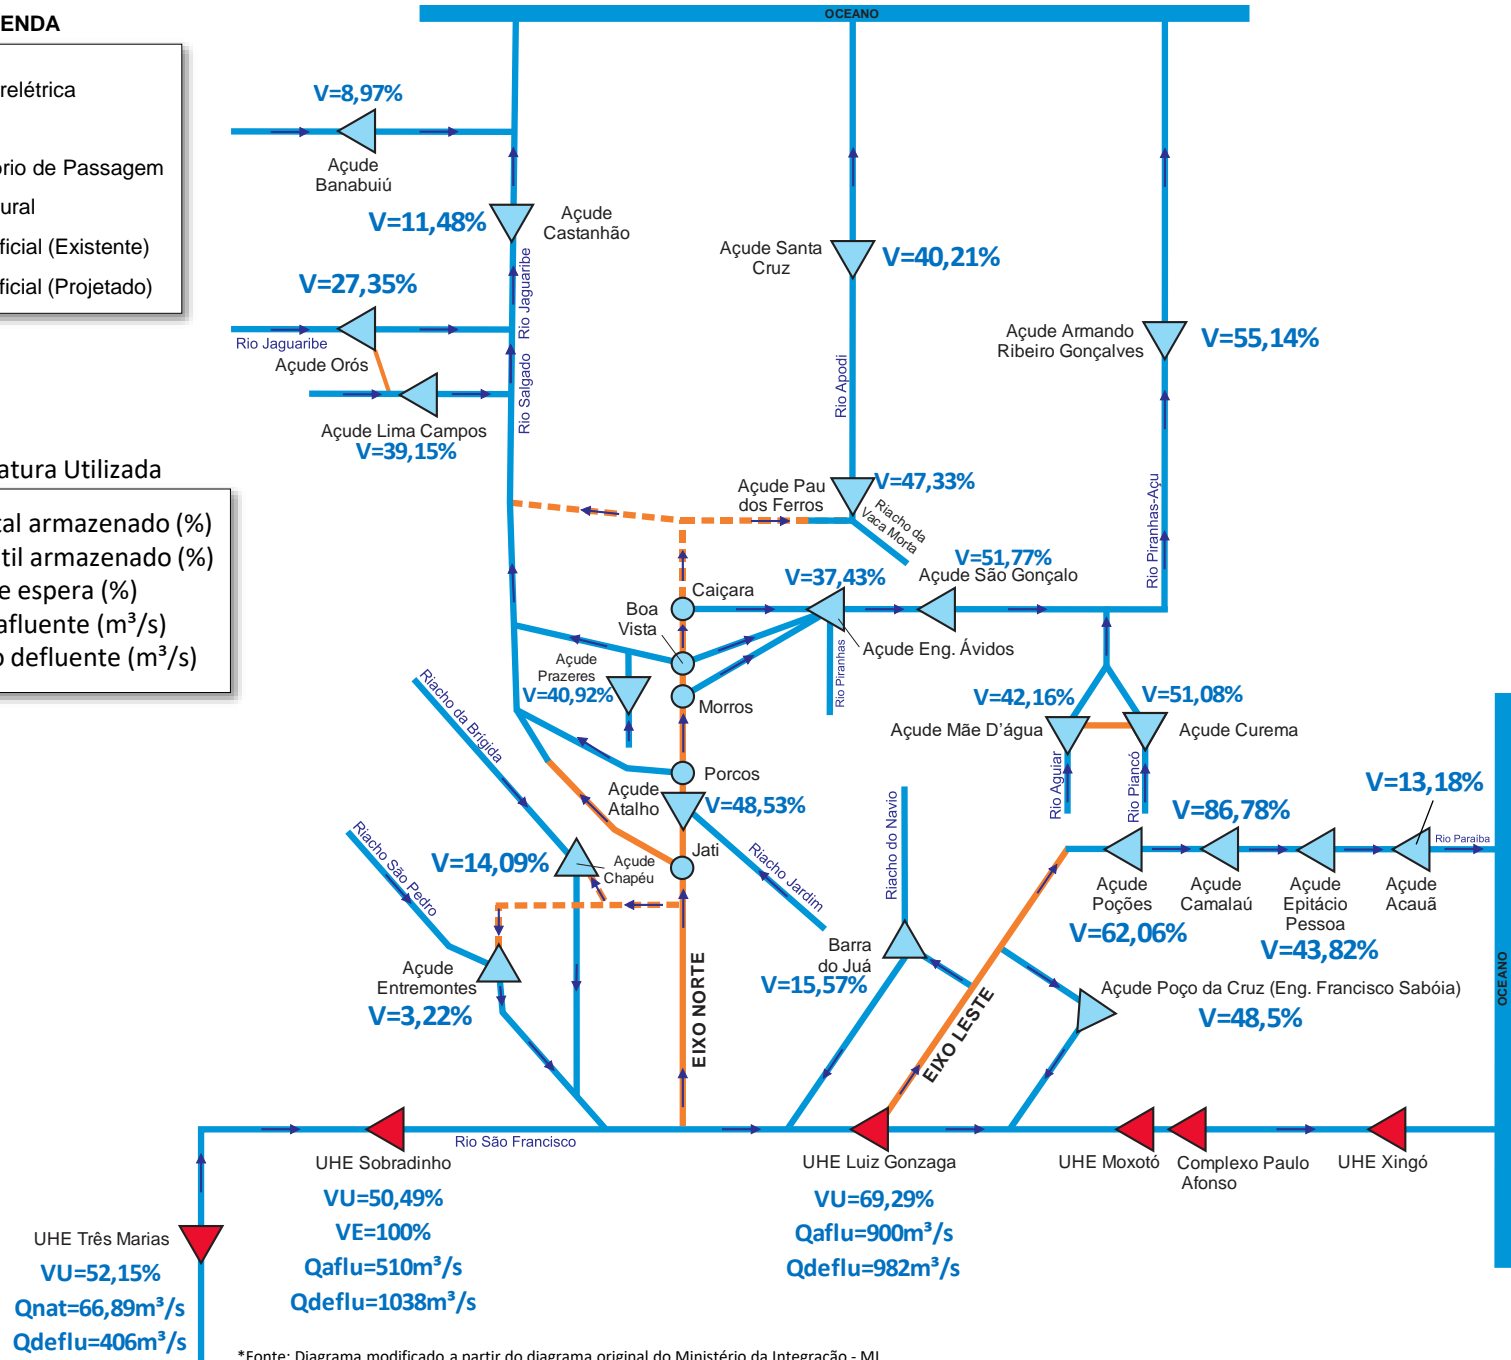 OCEANO
ENDA
relétrica
ório de Passagem
ural
ficial (Existente)
ficial (Projetado)
V=8,97%
Açude
Banabuiú
V=11,48%
Açude
Castanhão
V=27,35%
Rio Jaguaribe
Açude Orós
Rio Jaguaribe
Rio Salgado
Açude Lima Campos
V=39,15%
Açude Santa
Cruz
V=40,21%
Rio Apodi
Açude Armando
Ribeiro Gonçalves
V=55,14%
Rio Piranhas-Açu
atura Utilizada
tal armazenado (%)
til armazenado (%)
e espera (%)
afluente (m³/s)
o defluente (m³/s)
Açude Pau
dos Ferros
V=47,33%
Riacho da
Vaca Morta
V=51,77%
Açude São Gonçalo
V=37,43%
Caiçara
Boa
Vista
Açude Eng. Ávidos
Rio Piranhas
Açude
Prazeres
V=40,92%
Morros
Riacho da Brígida
Porcos
V=42,16%
Açude Mãe D'água
V=51,08%
Açude Curema
Rio Aguiar
Rio Piancó
Açude
Atalho
V=48,53%
Jati
Riacho Jardim
V=14,09%
Açude
Chapéu
Riacho São Pedro
Riacho do Navio
V=13,18%
V=86,78%
Rio Paraiba
Açude
Poções
Açude
Camalaú
Açude
Epitácio
Pessoa
Açude
Acauã
V=62,06%
V=43,82%
Açude
Entremontes
V=3,22%
EIXO NORTE
Barra
do Juá
V=15,57%
EIXO LESTE
Açude Poço da Cruz (Eng. Francisco Sabóia)
V=48,5%
OCEANO
Rio São Francisco
UHE Sobradinho
VU=50,49%
VE=100%
Qaflu=510m³/s
Qdeflu=1038m³/s
UHE Luiz Gonzaga
VU=69,29%
Qaflu=900m³/s
Qdeflu=982m³/s
UHE Moxotó
Complexo Paulo
Afonso
UHE Xingó
UHE Três Marias
VU=52,15%
Qnat=66,89m³/s
Qdeflu=406m³/s
*Fonte: Diagrama modificado a partir do diagrama original do Ministério da Integração - MI